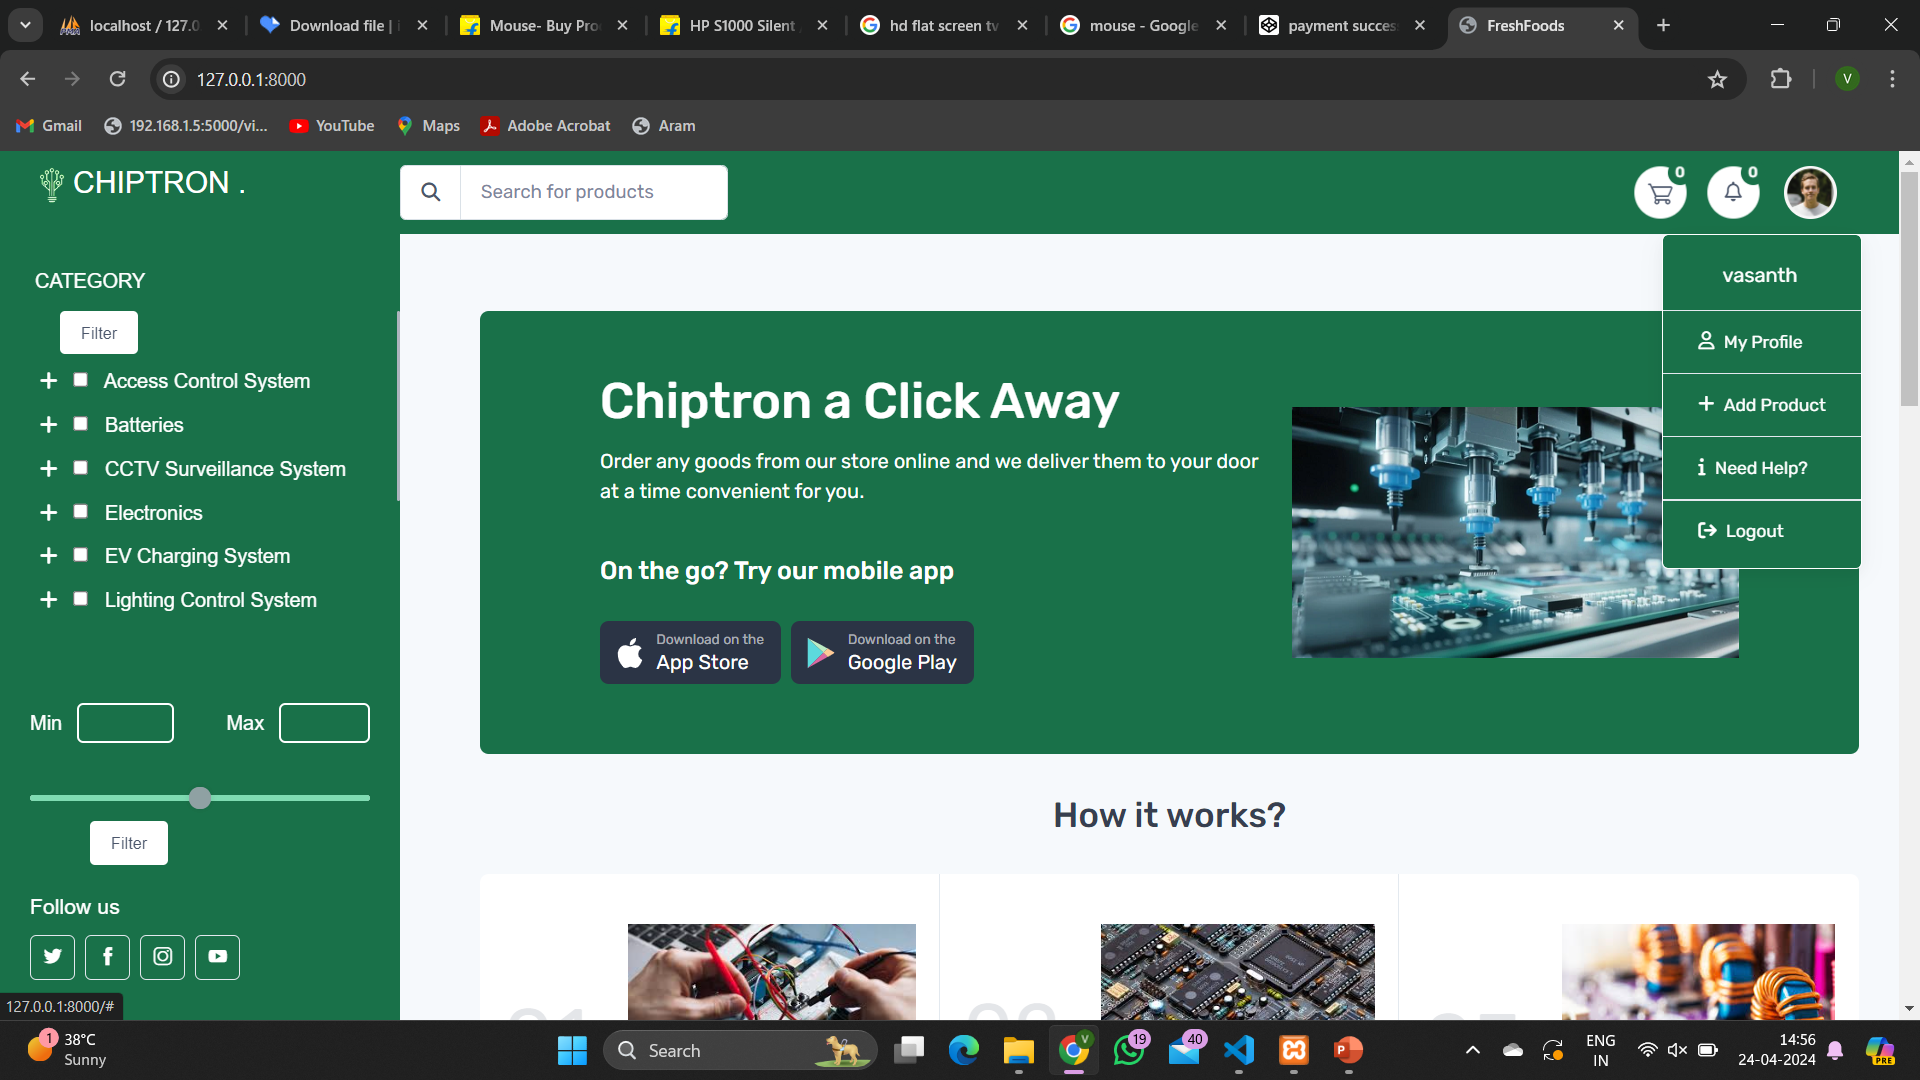 localhost / 127.0
Download file | i
Mouse- Buy Pro
HP S1000 Silent
hd flat screen tv
mouse - Google
payment succes
FreshFoods
127.0.0.1:8000
V
Gmail
192.168.1.5:5000/vi...
YouTube
Maps
Adobe Acrobat
Aram
CHIPTRON .
Search for products
0
0
CATEGORY
Filter
Access Control System
Batteries
CCTV Surveillance System
Electronics
EV Charging System
Lighting Control System
Min
Max
Filter
Follow us
vasanth
My Profile
Add Product
Need Help?
Logout
Chiptron a Click Away
Order any goods from our store online and we deliver them to your door
at a time convenient for you.
On the go? Try our mobile app
Download on the
App Store
Download on the
Google Play
How it works?
127.0.0.1:8000/#
1
38°C
Sunny
Search
V
19
40
ENG
IN
14:56
24-04-2024
PRE